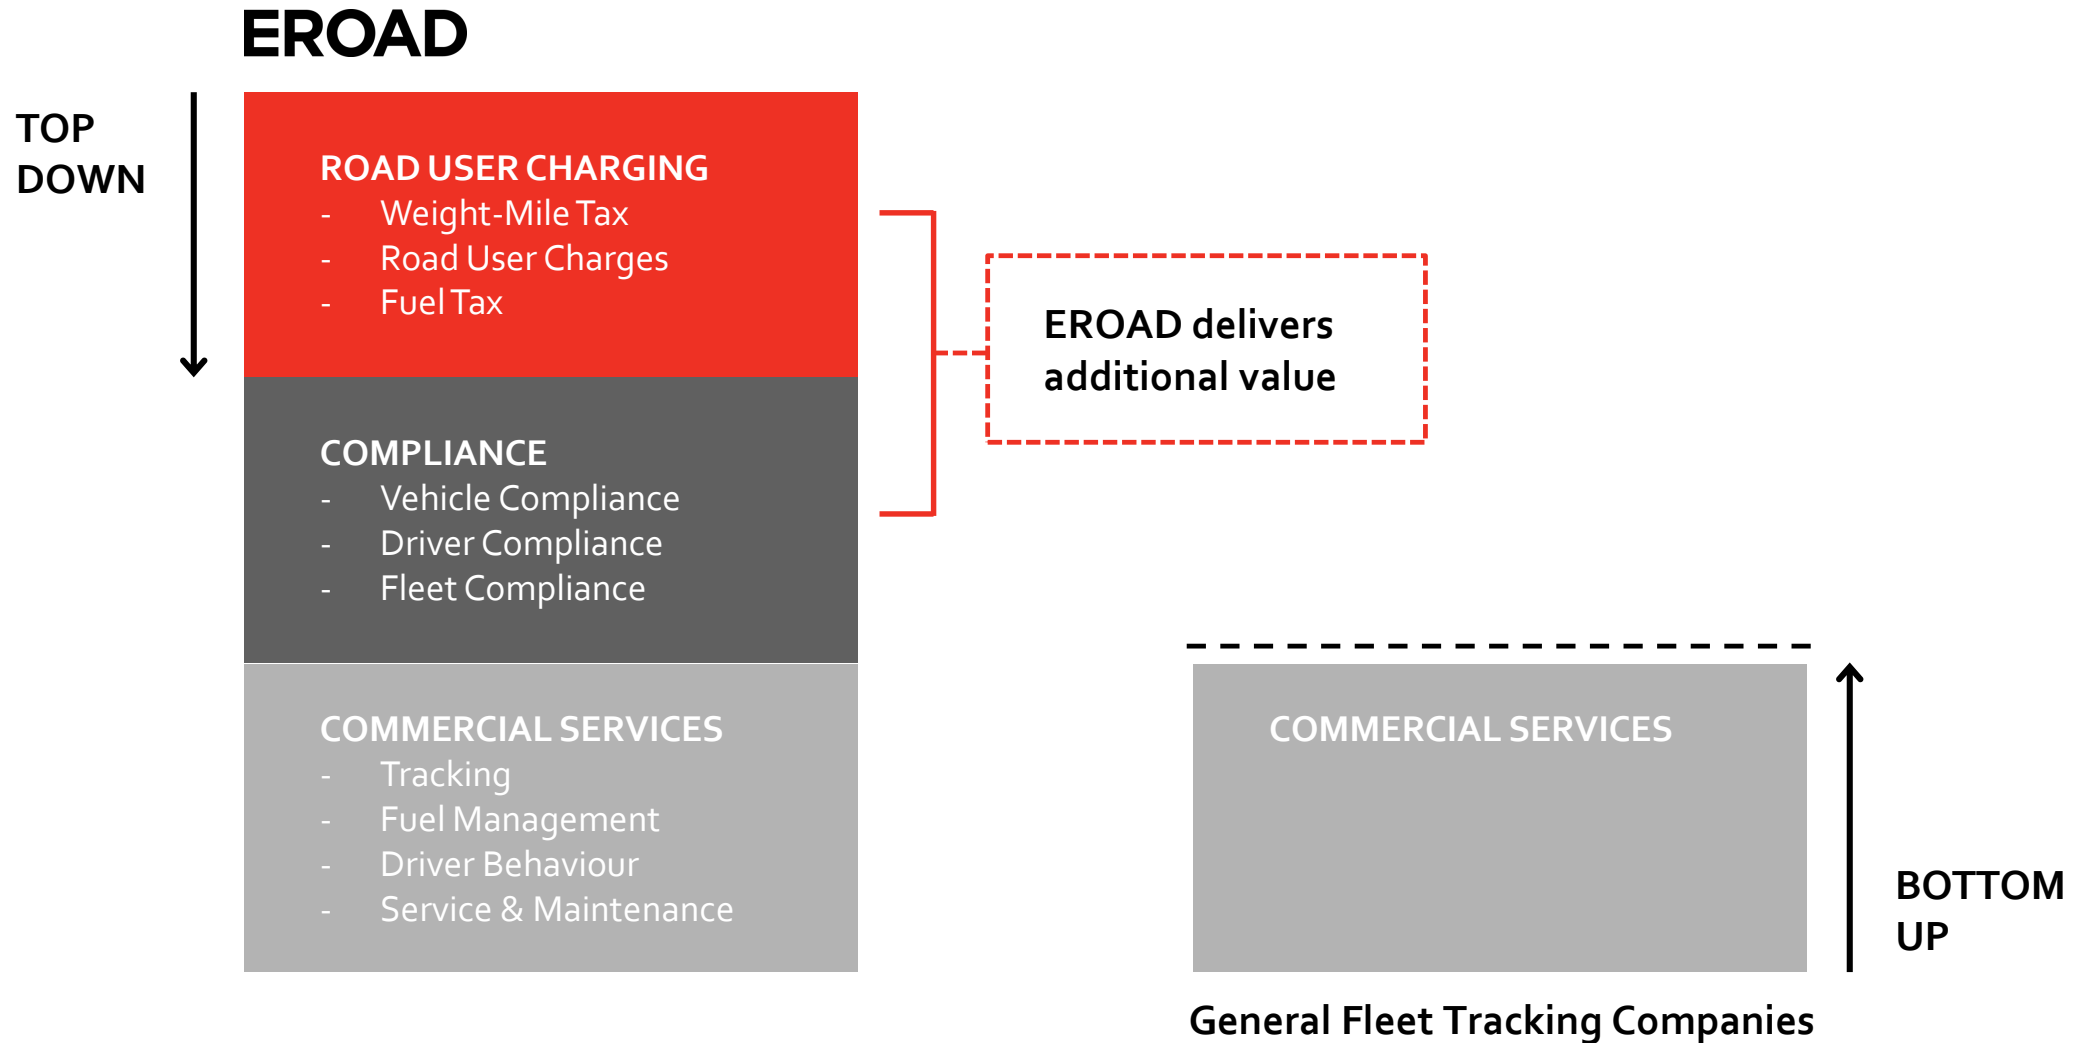 EROAD
TOP
DOWN
ROAD USER CHARGING
- Weight-Mile Tax
- Road User Charges
- Fuel Tax
EROAD delivers
additional value
COMPLIANCE
- Vehicle Compliance
- Driver Compliance
- Fleet Compliance
COMMERCIAL SERVICES
- Tracking
- Fuel Management
- Driver Behaviour
- Service & Maintenance
COMMERCIAL SERVICES
BOTTOM
UP
General Fleet Tracking Companies